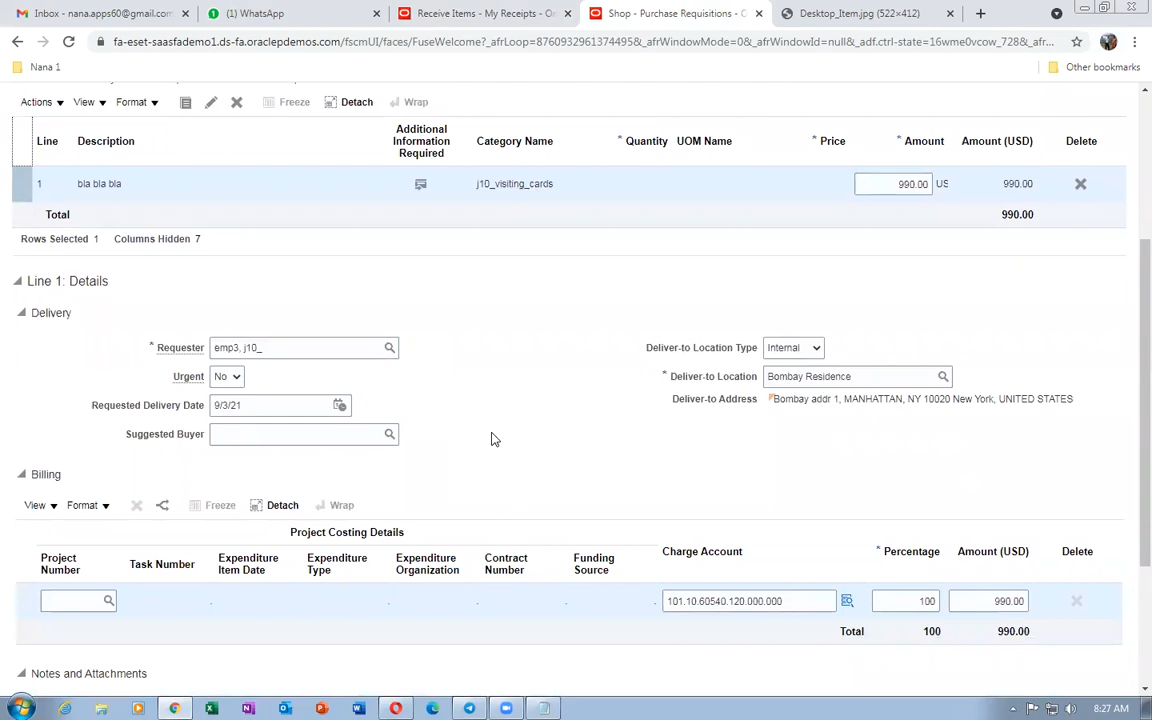 Inbox - nana.apps60@gmail.com
(1) WhatsApp
Receive Items - My Receipts - Or
Shop - Purchase Requisitions - O
Desktop_Item.jpg (522×412)
fa-eset-saasfademo1.ds-fa.oraclepdemos.com/fscmUI/faces/FuseWelcome?_afrLoop=87609329613744495&_afrWindowMode=0&_afrWindowId=null&_adf.ctrl-state=16wme0vcow_728&_afr...
Nana 1
Other bookmarks
Actions View Format Freeze Detach Wrap
Line Description Additional Information Required Category Name * Quantity UOM Name * Price * Amount Amount (USD) Delete
1 bla bla bla j10_visiting_cards 990.00 US 990.00
Total 990.00
Rows Selected 1 Columns Hidden 7
Line 1: Details
Delivery
* Requester emp3, j10_ Deliver-to Location Type Internal
Urgent No * Deliver-to Location Bombay Residence
Requested Delivery Date 9/3/21 Deliver-to Address Bombay addr 1, MANHATTAN, NY 10020 New York, UNITED STATES
Suggested Buyer
Billing
View Format Freeze Detach Wrap
Project Costing Details
Project Number Task Number Expenditure Item Date Expenditure Type Expenditure Organization Contract Number Funding Source Charge Account * Percentage Amount (USD) Delete
101.10.60540.120.000.000 100 990.00
Total 100 990.00
Notes and Attachments
8:27 AM